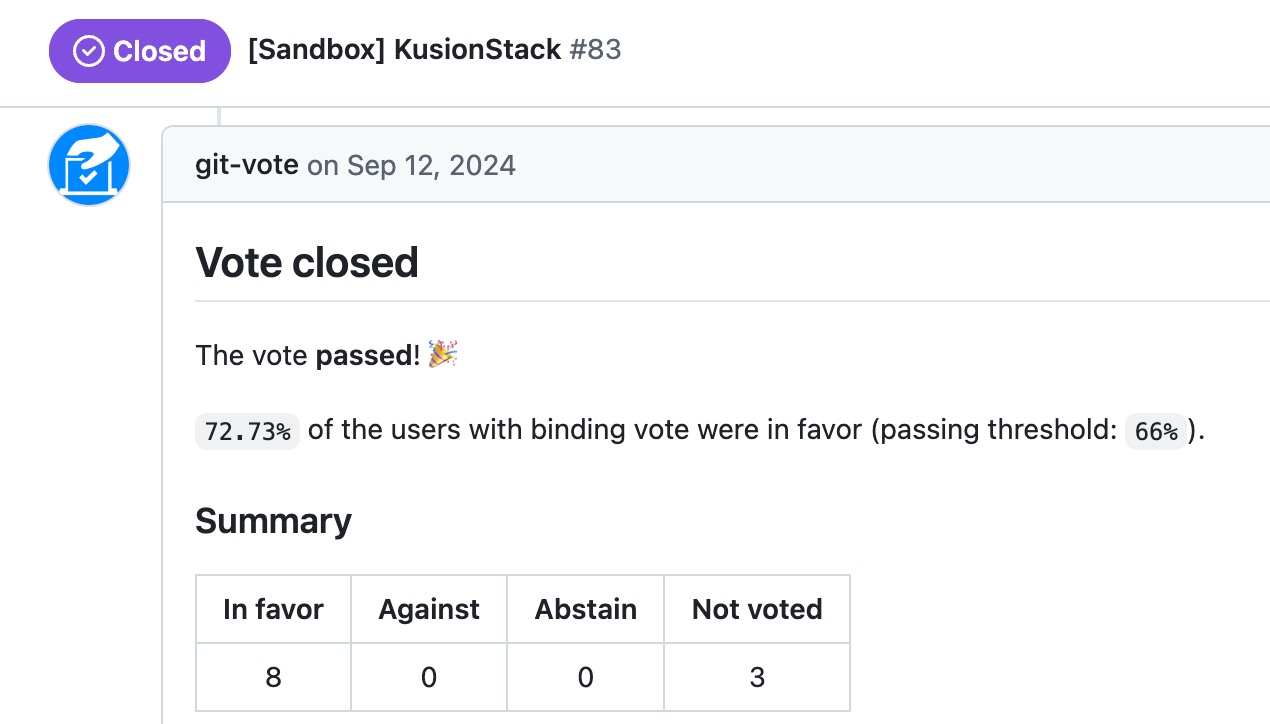 Closed [Sandbox] KusionStack #83
git-vote on Sep 12, 2024
Vote closed
The vote passed! 🎉
72.73% of the users with binding vote were in favor (passing threshold: 66%).
Summary
In favor Against Abstain Not voted
8 0 0 3